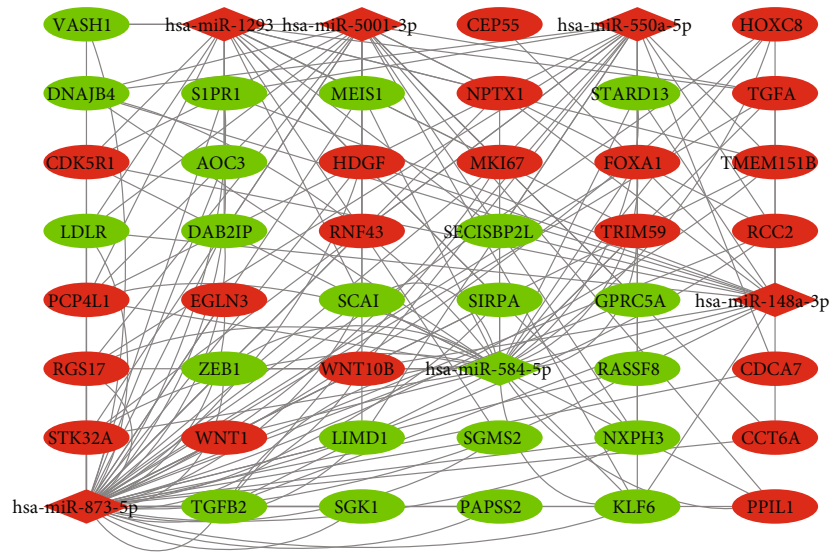 VASH1 hsa-miR-1293 hsa-miR-5001-3p CEP55 hsa-miR-550a-5p HOXC8
DNAJB4 S1PR1 MEIS1 NPTX1 STARD13 TGFA
CDK5R1 AOC3 HDGF MKI67 FOXA1 TMEM151B
LDLR DAB2IP RNF43 SECISBP2L TRIM59 RCC2
PCP4L1 EGLN3 SCAI SIRPA GPRC5A hsa-miR-148a-3p
RGS17 ZEB1 WNT10B hsa-miR-584-5p RASSF8 CDCA7
STK32A WNT1 LIMD1 SGMS2 NXPH3 CCT6A
hsa-miR-873-5p TGFB2 SGK1 PAPSS2 KLF6 PPIL1